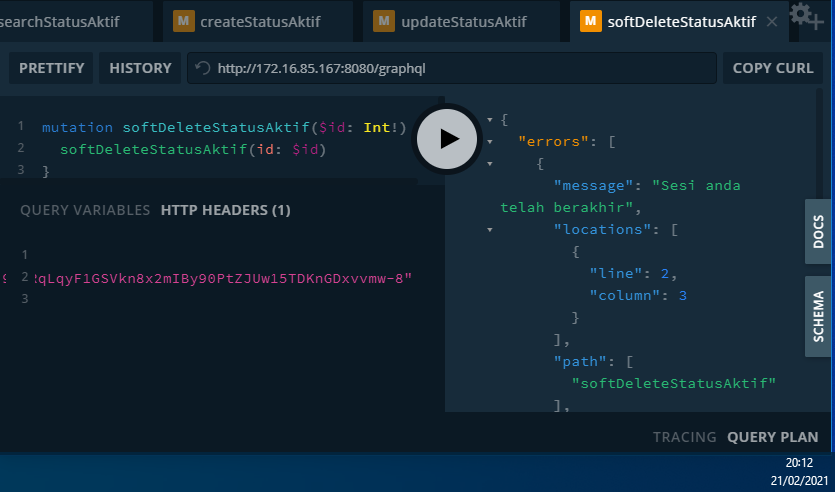 searchStatusAktif
M createStatusAktif
M updateStatusAktif
M softDeleteStatusAktif
PRETTIFY
HISTORY
http://172.16.85.167:8080/graphql
COPY CURL
1 mutation softDeleteStatusAktif($id: Int!)
2 softDeleteStatusAktif(id: $id)
3 }
QUERY VARIABLES HTTP HEADERS (1)
1
2 qLqyF1GSVkn8x2mIBy90PtZJUw15TDKnGDxvvmw-8"
3
{
"errors": [
{
"message": "Sesi anda
telah berakhir",
"locations": [
{
"line": 2,
"column": 3
}
],
"path": [
"softDeleteStatusAktif"
],
DOCS
SCHEMA
TRACING QUERY PLAN
20:12
21/02/2021